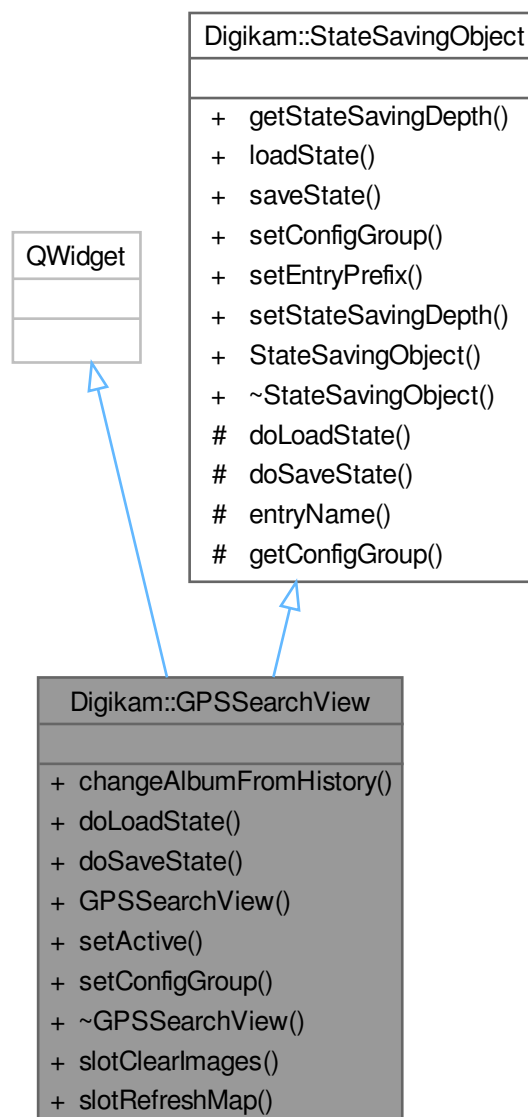 Digikam::StateSavingObject
+ getStateSavingDepth()
+ loadState()
+ saveState()
+ setConfigGroup()
+ setEntryPrefix()
+ setStateSavingDepth()
+ StateSavingObject()
+ ~StateSavingObject()
# doLoadState()
# doSaveState()
# entryName()
# getConfigGroup()
QWidget
Digikam::GPSSearchView
+ changeAlbumFromHistory()
+ doLoadState()
+ doSaveState()
+ GPSSearchView()
+ setActive()
+ setConfigGroup()
+ ~GPSSearchView()
+ slotClearImages()
+ slotRefreshMap()